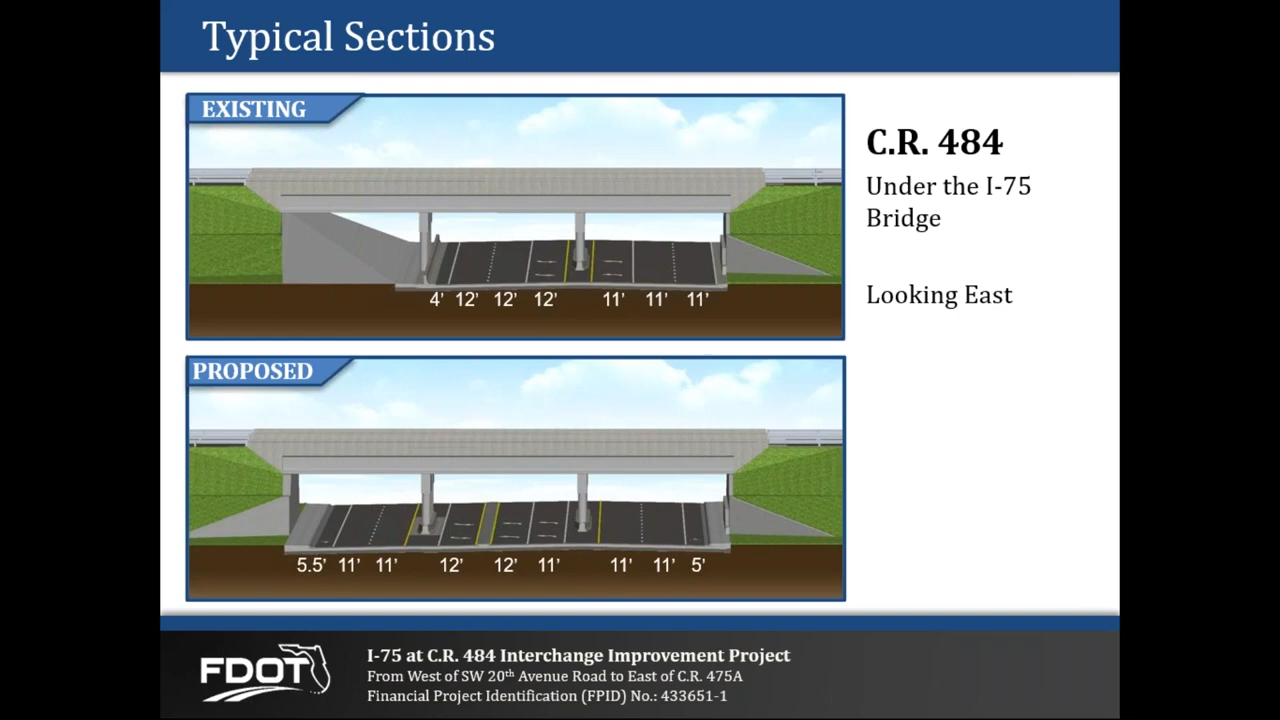 Typical Sections
EXISTING
4' 12' 12' 12' 11' 11' 11'
C.R. 484
Under the I-75
Bridge
Looking East
PROPOSED
5.5' 11' 11' 12' 12' 11' 11' 11' 5'
FDOT
I-75 at C.R. 484 Interchange Improvement Project
From West of SW 20th Avenue Road to East of C.R. 475A
Financial Project Identification (FPID) No.: 433651-1